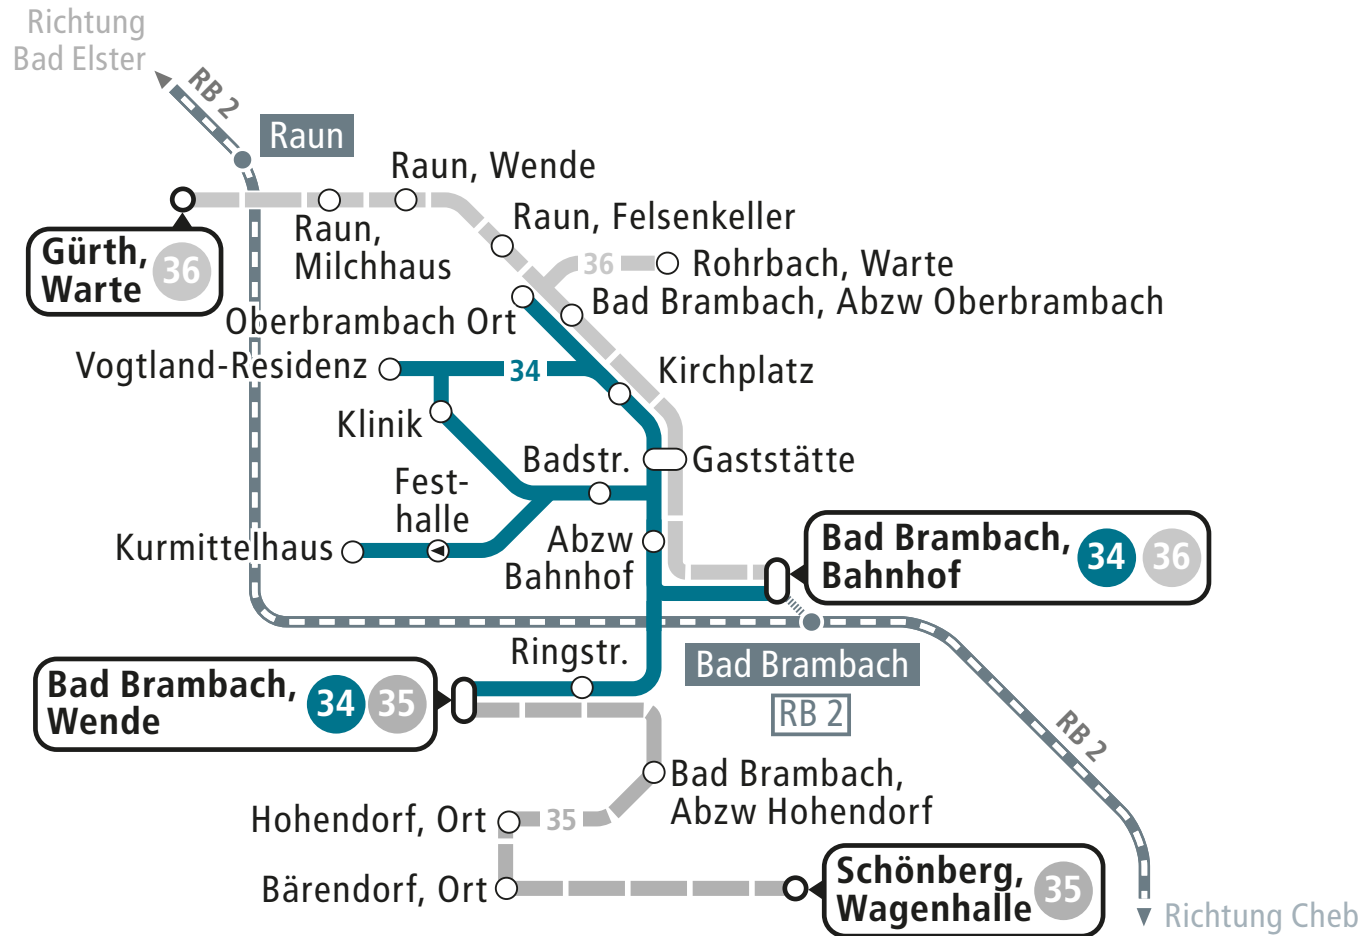 Richtung
Bad Elster
RB 2
Raun
Raun, Wende
Raun, Felsenkeller
Raun,
Milchhaus
Gürth,
Warte
36
36
Rohrbach, Warte
Bad Brambach, Abzw Oberbrambach
Oberbrambach Ort
Vogtland-Residenz
34
Kirchplatz
Klinik
Badstr.
Gaststätte
Fest-
halle
Kurmittelhaus
Abzw
Bahnhof
Bad Brambach,
Bahnhof
34
36
Ringstr.
Bad Brambach
RB 2
Bad Brambach,
Wende
34
35
RB 2
Bad Brambach,
Abzw Hohendorf
Hohendorf, Ort
35
Bärendorf, Ort
Schönberg,
Wagenhalle
35
Richtung Cheb